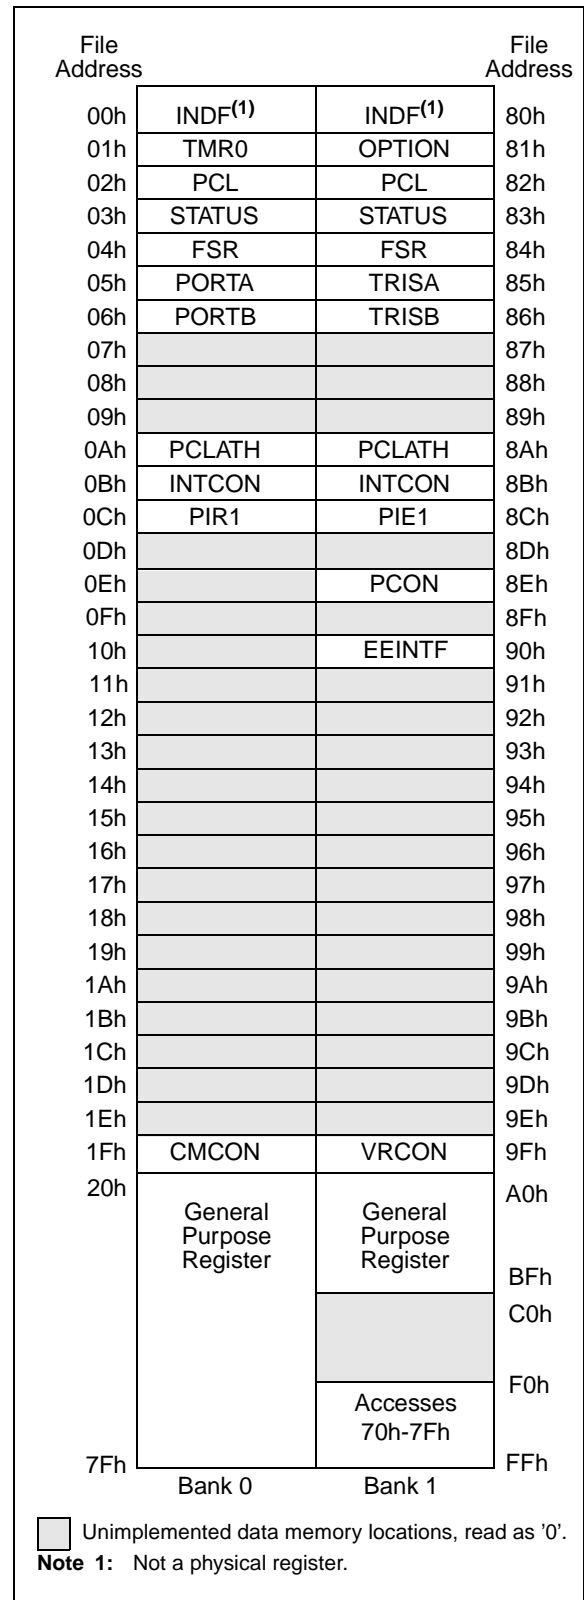 File Address File Address
00h INDF(1) INDF(1) 80h
01h TMR0 OPTION 81h
02h PCL PCL 82h
03h STATUS STATUS 83h
04h FSR FSR 84h
05h PORTA TRISA 85h
06h PORTB TRISB 86h
07h 87h
08h 88h
09h 89h
0Ah PCLATH PCLATH 8Ah
0Bh INTCON INTCON 8Bh
0Ch PIR1 PIE1 8Ch
0Dh 8Dh
0Eh PCON 8Eh
0Fh 8Fh
10h EEINTF 90h
11h 91h
12h 92h
13h 93h
14h 94h
15h 95h
16h 96h
17h 97h
18h 98h
19h 99h
1Ah 9Ah
1Bh 9Bh
1Ch 9Ch
1Dh 9Dh
1Eh 9Eh
1Fh CMCON VRCON 9Fh
20h A0h
General General
Purpose Purpose
Register Register
BFh
C0h
F0h
Accesses
70h-7Fh
7Fh FFh
Bank 0 Bank 1
Unimplemented data memory locations, read as '0'.
Note 1: Not a physical register.